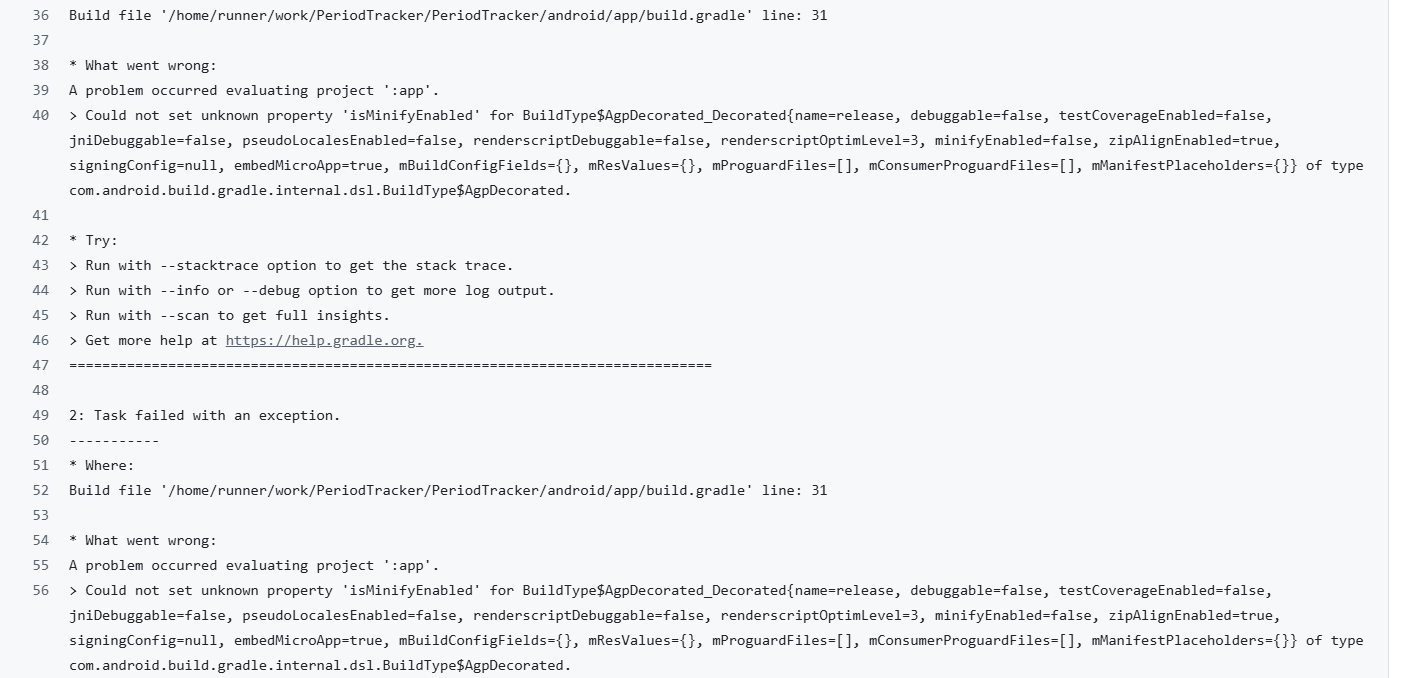 36 Build file '/home/runner/work/PeriodTracker/PeriodTracker/android/app/build.gradle' line: 31
37
38 * What went wrong:
39 A problem occurred evaluating project ':app'.
40 > Could not set unknown property 'isMinifyEnabled' for BuildType$AgpDecorated_Decorated{name=release, debuggable=false, testCoverageEnabled=false,
jniDebuggable=false, pseudoLocalesEnabled=false, renderscriptDebuggable=false, renderscriptOptimLevel=3, minifyEnabled=false, zipAlignEnabled=true,
signingConfig=null, embedMicroApp=true, mBuildConfigFields={}, mResValues={}, mProguardFiles=[], mConsumerProguardFiles=[], mManifestPlaceholders={}} of type
com.android.build.gradle.internal.dsl.BuildType$AgpDecorated.
41
42 * Try:
43 > Run with --stacktrace option to get the stack trace.
44 > Run with --info or --debug option to get more log output.
45 > Run with --scan to get full insights.
46 > Get more help at https://help.gradle.org.
47 ==============================================================================
48
49 2: Task failed with an exception.
50 -----------
51 * Where:
52 Build file '/home/runner/work/PeriodTracker/PeriodTracker/android/app/build.gradle' line: 31
53
54 * What went wrong:
55 A problem occurred evaluating project ':app'.
56 > Could not set unknown property 'isMinifyEnabled' for BuildType$AgpDecorated_Decorated{name=release, debuggable=false, testCoverageEnabled=false,
jniDebuggable=false, pseudoLocalesEnabled=false, renderscriptDebuggable=false, renderscriptOptimLevel=3, minifyEnabled=false, zipAlignEnabled=true,
signingConfig=null, embedMicroApp=true, mBuildConfigFields={}, mResValues={}, mProguardFiles=[], mConsumerProguardFiles=[], mManifestPlaceholders={}} of type
com.android.build.gradle.internal.dsl.BuildType$AgpDecorated.